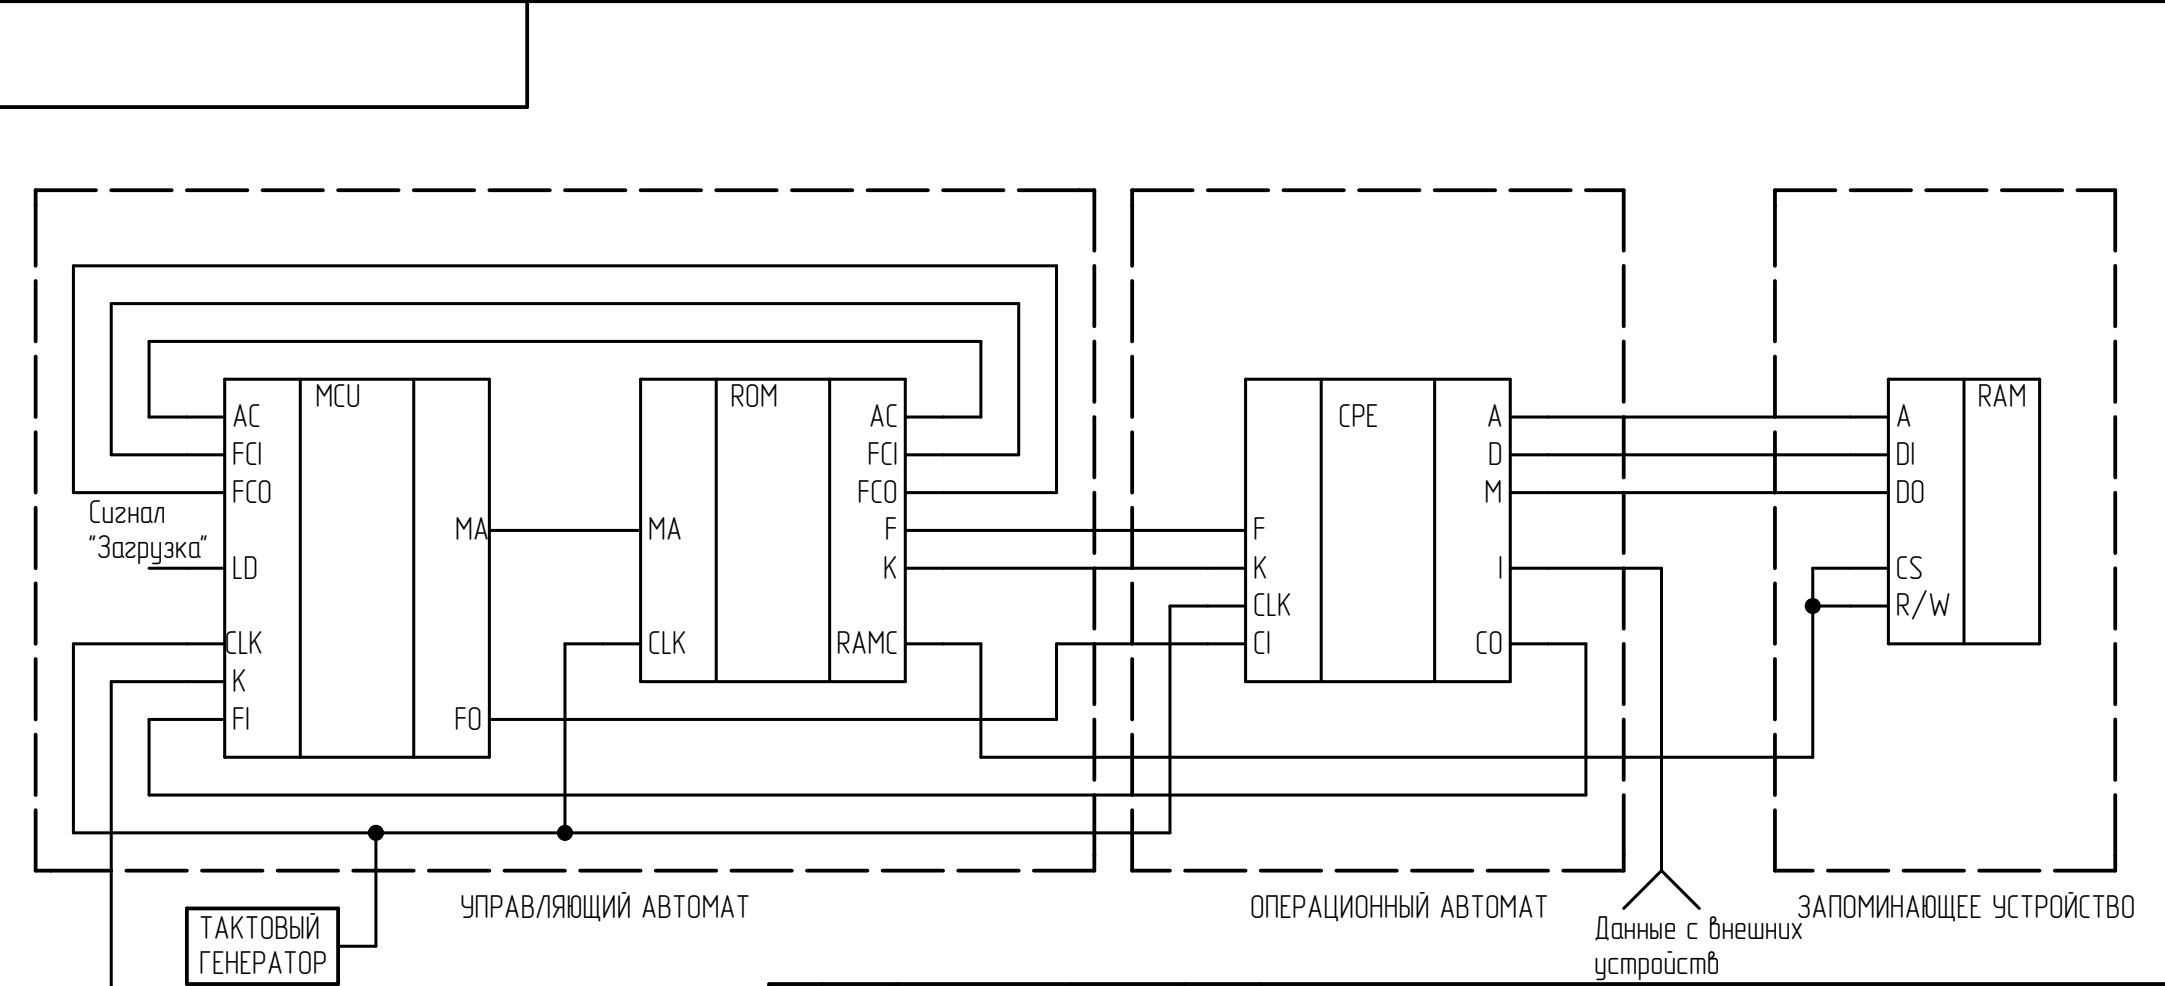 MCU
AC
FCI
FCO
Сигнал
"Загрузка"
LD
CLK
K
FI
MA
FO
ROM
MA
CLK
AC
FCI
FCO
F
K
RAMC
CPE
F
K
CLK
CI
A
D
M
I
CO
RAM
A
DI
DO
CS
R/W
УПРАВЛЯЮЩИЙ АВТОМАТ
ОПЕРАЦИОННЫЙ АВТОМАТ
ЗАПОМИНАЮЩЕЕ УСТРОЙСТВО
ТАКТОВЫЙ
ГЕНЕРАТОР
Данные с внешних
устройств